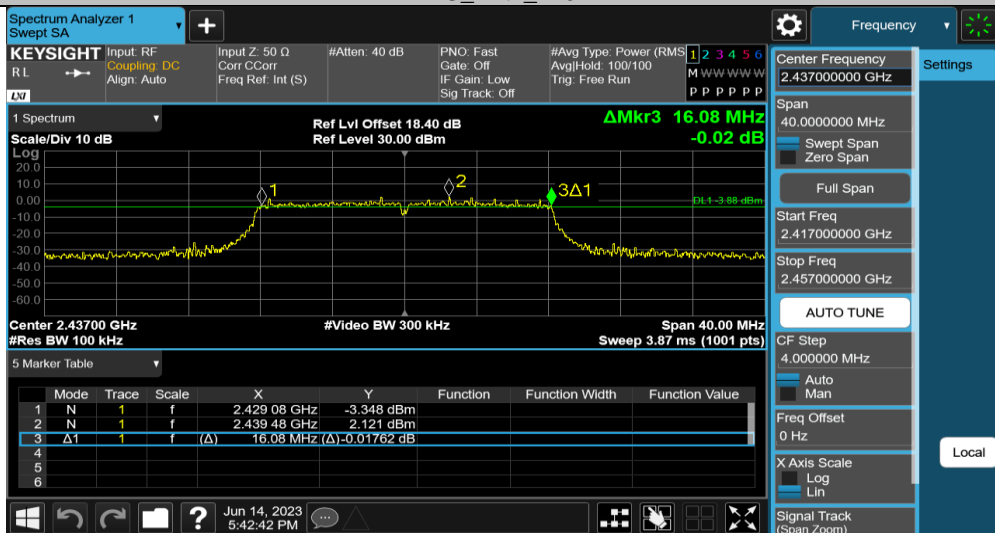 Spectrum Analyzer 1
Swept SA
Frequency
KEYSIGHT
RL
LXI
Input: RF
Coupling: DC
Align: Auto
Input Z: 50 Ω
Corr CCorr
Freq Ref: Int (S)
#Atten: 40 dB
PNO: Fast
Gate: Off
IF Gain: Low
Sig Track: Off
#Avg Type: Power (RMS
Avg|Hold: 100/100
Trig: Free Run
1 2 3 4 5 6
M W W W W W
P P P P P P
1 Spectrum
Scale/Div 10 dB
Ref Lvl Offset 18.40 dB
Ref Level 30.00 dBm
ΔMkr3 16.08 MHz
-0.02 dB
Log
20.0
10.0
0.00
-10.0
-20.0
-30.0
-40.0
-50.0
-60.0
1
2
3Δ1
DL1 -3.88 dBm
Center 2.43700 GHz
#Video BW 300 kHz
Span 40.00 MHz
#Res BW 100 kHz
Sweep 3.87 ms (1001 pts)
5 Marker Table
Mode Trace Scale X Y Function Function Width Function Value
1 N 1 f 2.429 08 GHz -3.348 dBm
2 N 1 f 2.439 48 GHz 2.121 dBm
3 Δ1 1 f (Δ) 16.08 MHz (Δ) -0.01762 dB
4
5
6
Jun 14, 2023
5:42:42 PM
Center Frequency
2.437000000 GHz
Span
40.0000000 MHz
Swept Span
Zero Span
Full Span
Start Freq
2.417000000 GHz
Stop Freq
2.457000000 GHz
AUTO TUNE
CF Step
4.000000 MHz
Auto
Man
Freq Offset
0 Hz
X Axis Scale
Log
Lin
Signal Track
(Span Zoom)
Settings
Local